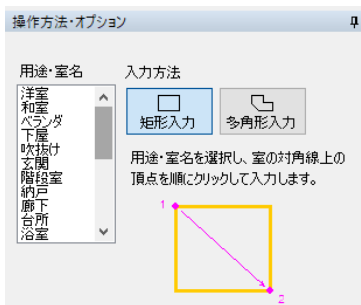 操作方法・オプション
用途・室名
洋室
和室
ベランダ
下屋
吹抜け
玄関
階段室
納戸
廊下
台所
浴室
入力方法
矩形入力
多角形入力
用途・室名を選択し、室の対角線上の
頂点を順にクリックして入力します。
1
2